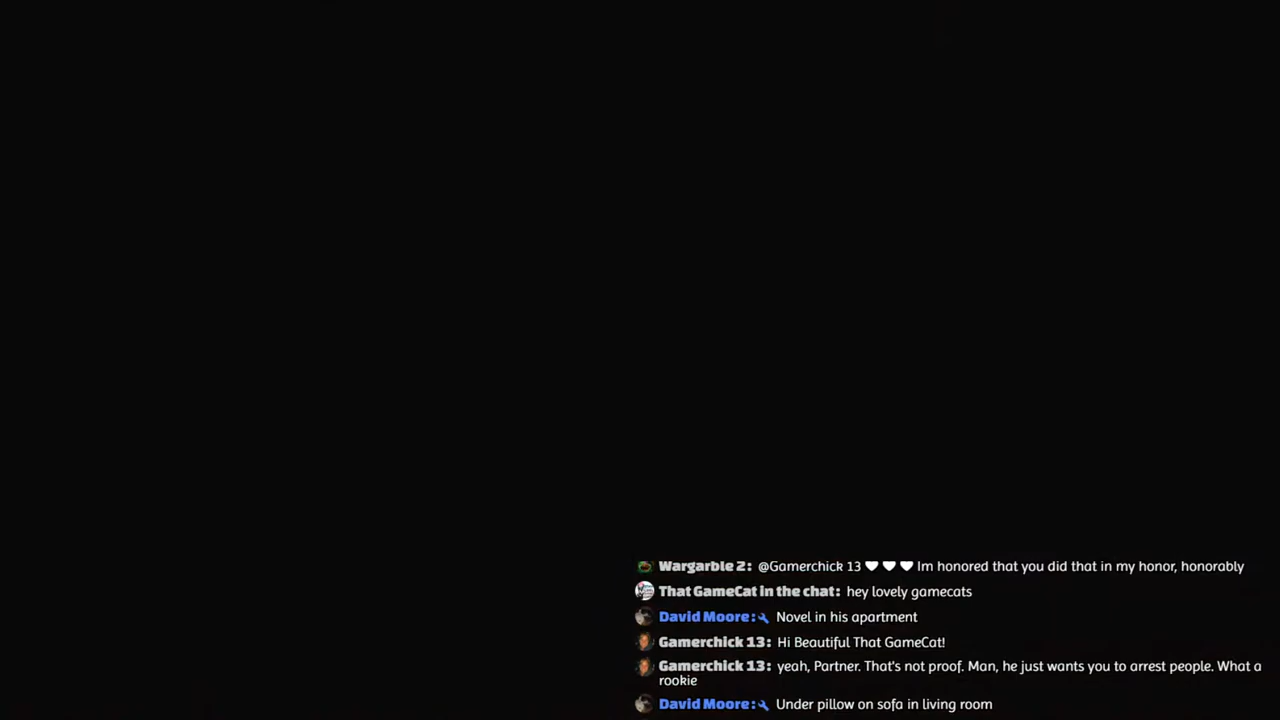 Wargarble 2: @Gamerchick 13 🤍 🤍 🤍 Im honored that you did that in my honor, honorably
That GameCat in the chat: hey lovely gamecats
David Moore: Novel in his apartment
Gamerchick 13: Hi Beautiful That GameCat!
Gamerchick 13: yeah, Partner. That's not proof. Man, he just wants you to arrest people. What a
rookie
David Moore: Under pillow on sofa in living room